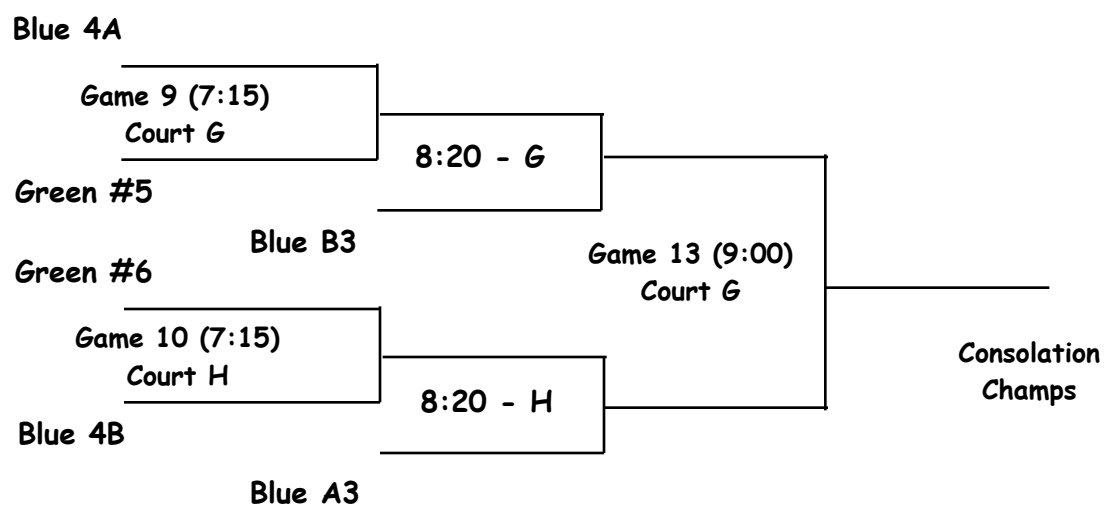 Blue 4A
Game 9 (7:15)
Court G
8:20 - G
Green #5
Blue B3
Game 13 (9:00)
Court G
Green #6
Game 10 (7:15)
Court H
Consolation
Champs
8:20 - H
Blue 4B
Blue A3